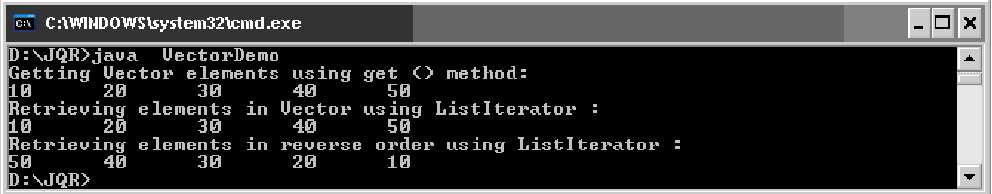 C:\WINDOWS\system32\cmd.exe
D:\JQR>java  VectorDemo
Getting Vector elements using get () method:
10      20      30      40      50
Retrieving elements in Vector using ListIterator :
10      20      30      40      50
Retrieving elements in reverse order using ListIterator :
50      40      30      20      10
D:\JQR>